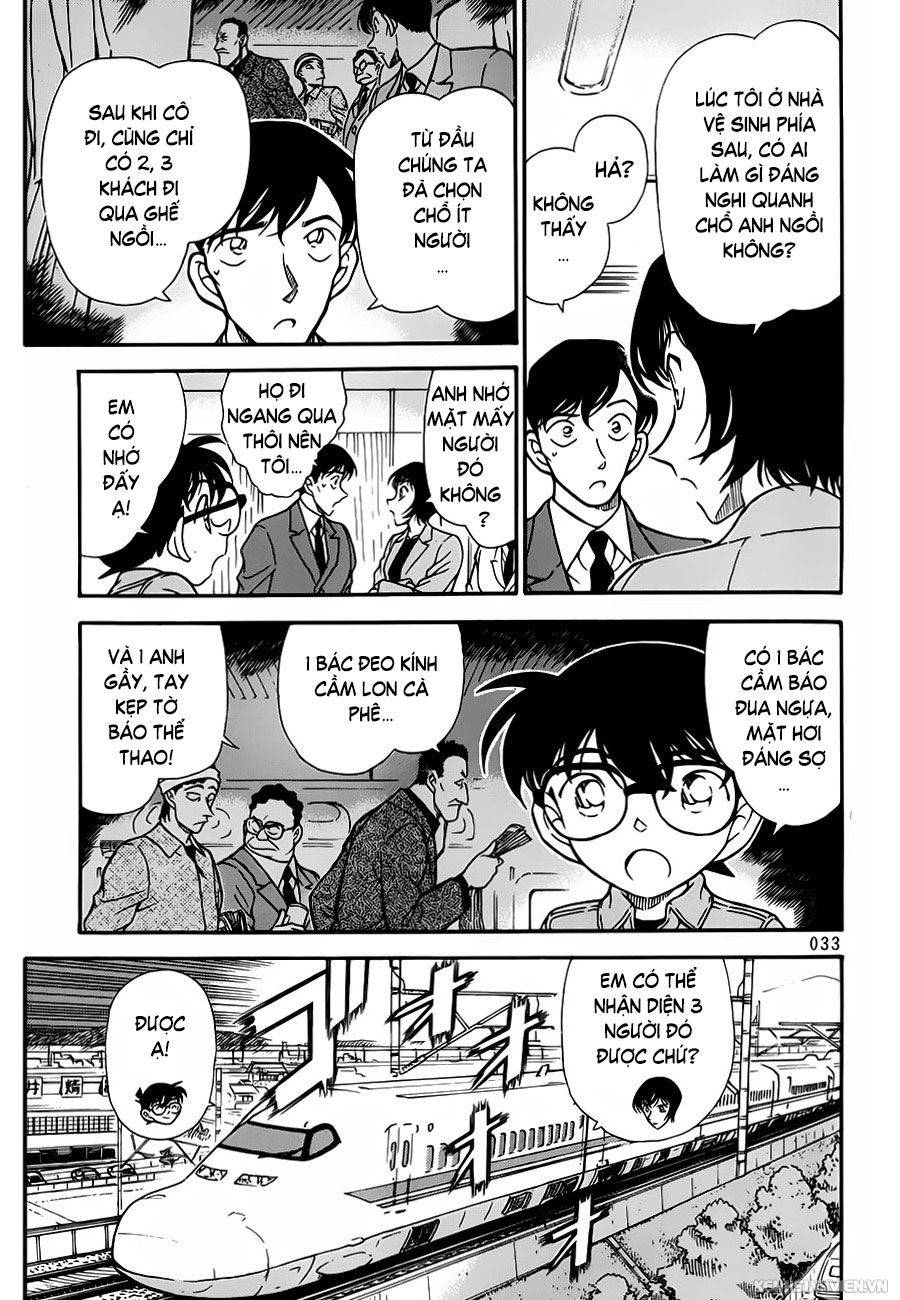 LÚC TÔI Ở NHÀ
VỆ SINH PHÍA
SAU, CÓ AI
LÀM GÌ ĐÁNG
NGHI QUANH
CHỖ ANH NGỒI
KHÔNG?
HẢ?
KHÔNG
THẤY
...
TỪ ĐẦU
CHÚNG TA
ĐÃ CHỌN
CHỖ ÍT
NGƯỜI
...
SAU KHI CÔ
ĐI, CŨNG CHỈ
CÓ 2, 3
KHÁCH ĐI
QUA GHẾ
NGỒI...
ANH NHỚ
MẶT MẤY
NGƯỜI
ĐÓ
KHÔNG
?
HỌ ĐI
NGANG QUA
THÔI NÊN
TÔI...
EM
CÓ
NHỚ
ĐẤY
Ạ!
CÓ 1 BÁC
CẦM BÁO
ĐUA NGỰA,
MẶT HƠI
ĐÁNG SỢ
...
1 BÁC ĐEO KÍNH
CẦM LON CÀ
PHÊ...
VÀ 1 ANH
GẦY, TAY
KẸP TỜ
BÁO THỂ
THAO!
033
EM CÓ THỂ
NHẬN DIỆN 3
NGƯỜI ĐÓ
ĐƯỢC CHỨ?
ĐƯỢC
Ạ!